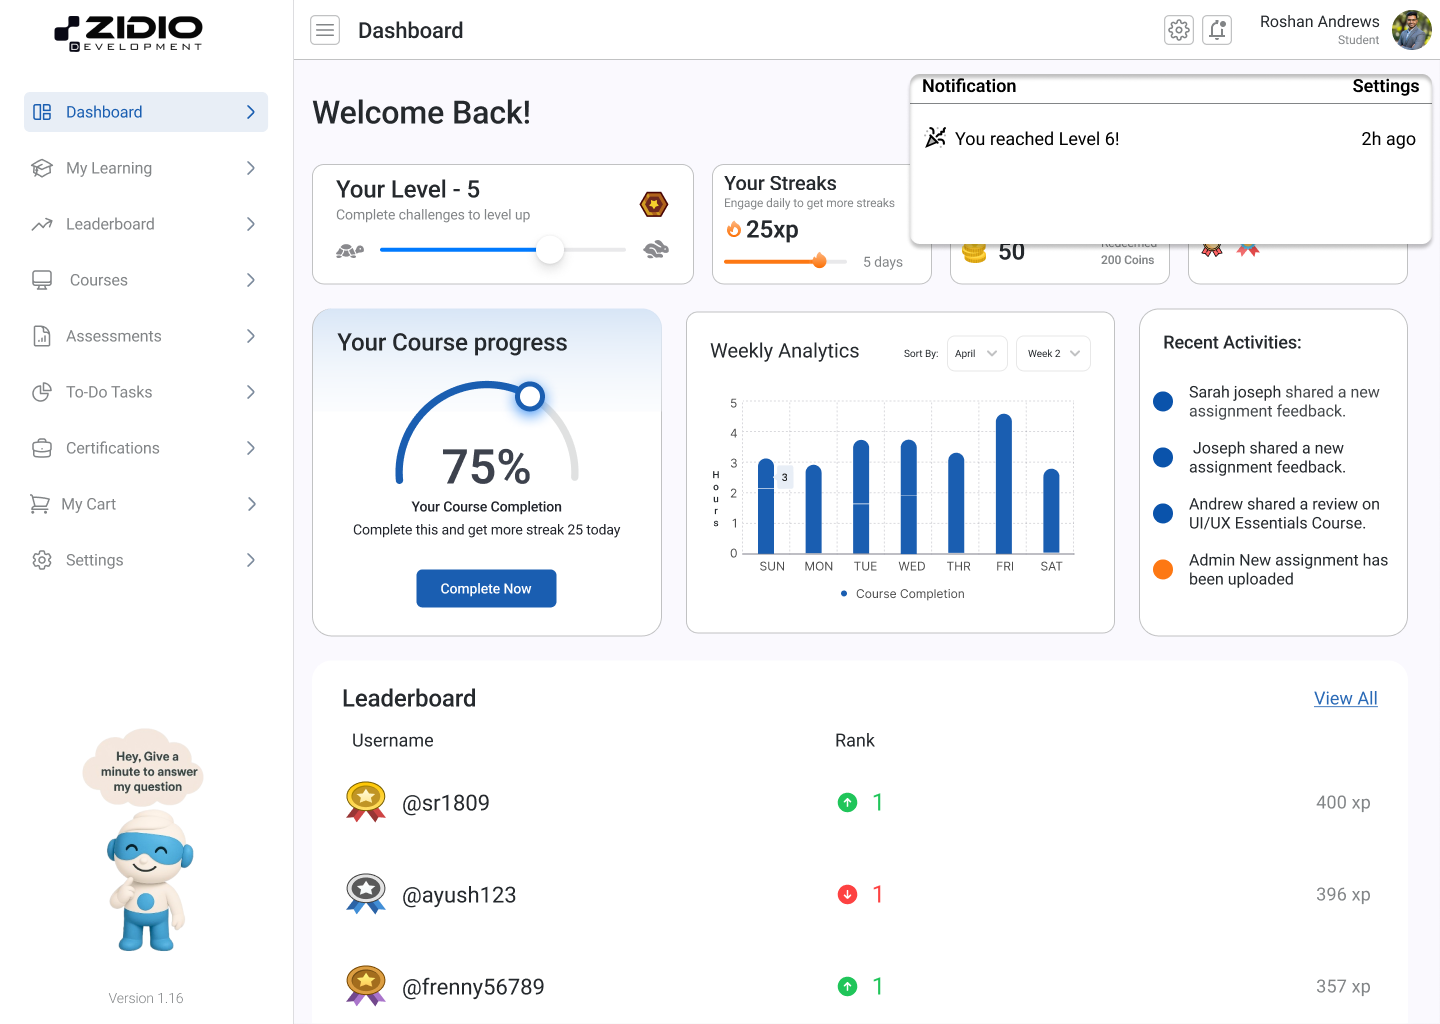 ZIDIO
DEVELOPMENT
Dashboard
My Learning
Leaderboard
Courses
Assessments
To-Do Tasks
Certifications
My Cart
Settings
Hey, Give a
minute to answer
my question
Version 1.16
Dashboard
Roshan Andrews
Student
Notification Settings
You reached Level 6! 2h ago
Welcome Back!
Your Level - 5
Complete challenges to level up
Your Streaks
Engage daily to get more streaks
25xp
5 days
50
Redeemed
200 Coins
Your Course progress
75%
Your Course Completion
Complete this and get more streak 25 today
Complete Now
Weekly Analytics
Sort By: April Week 2
Hours
5
4
3
2
1
0
3
SUN MON TUE WED THR FRI SAT
Course Completion
Recent Activities:
Sarah joseph shared a new
assignment feedback.
Joseph shared a new
assignment feedback.
Andrew shared a review on
UI/UX Essentials Course.
Admin New assignment has
been uploaded
Leaderboard View All
Username Rank
@sr1809 1 400 xp
@ayush123 1 396 xp
@frenny56789 1 357 xp